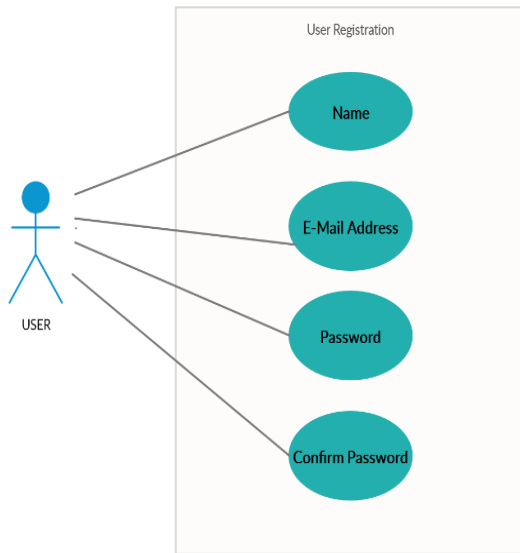 User Registration
Name
E-Mail Address
Password
Confirm Password
USER